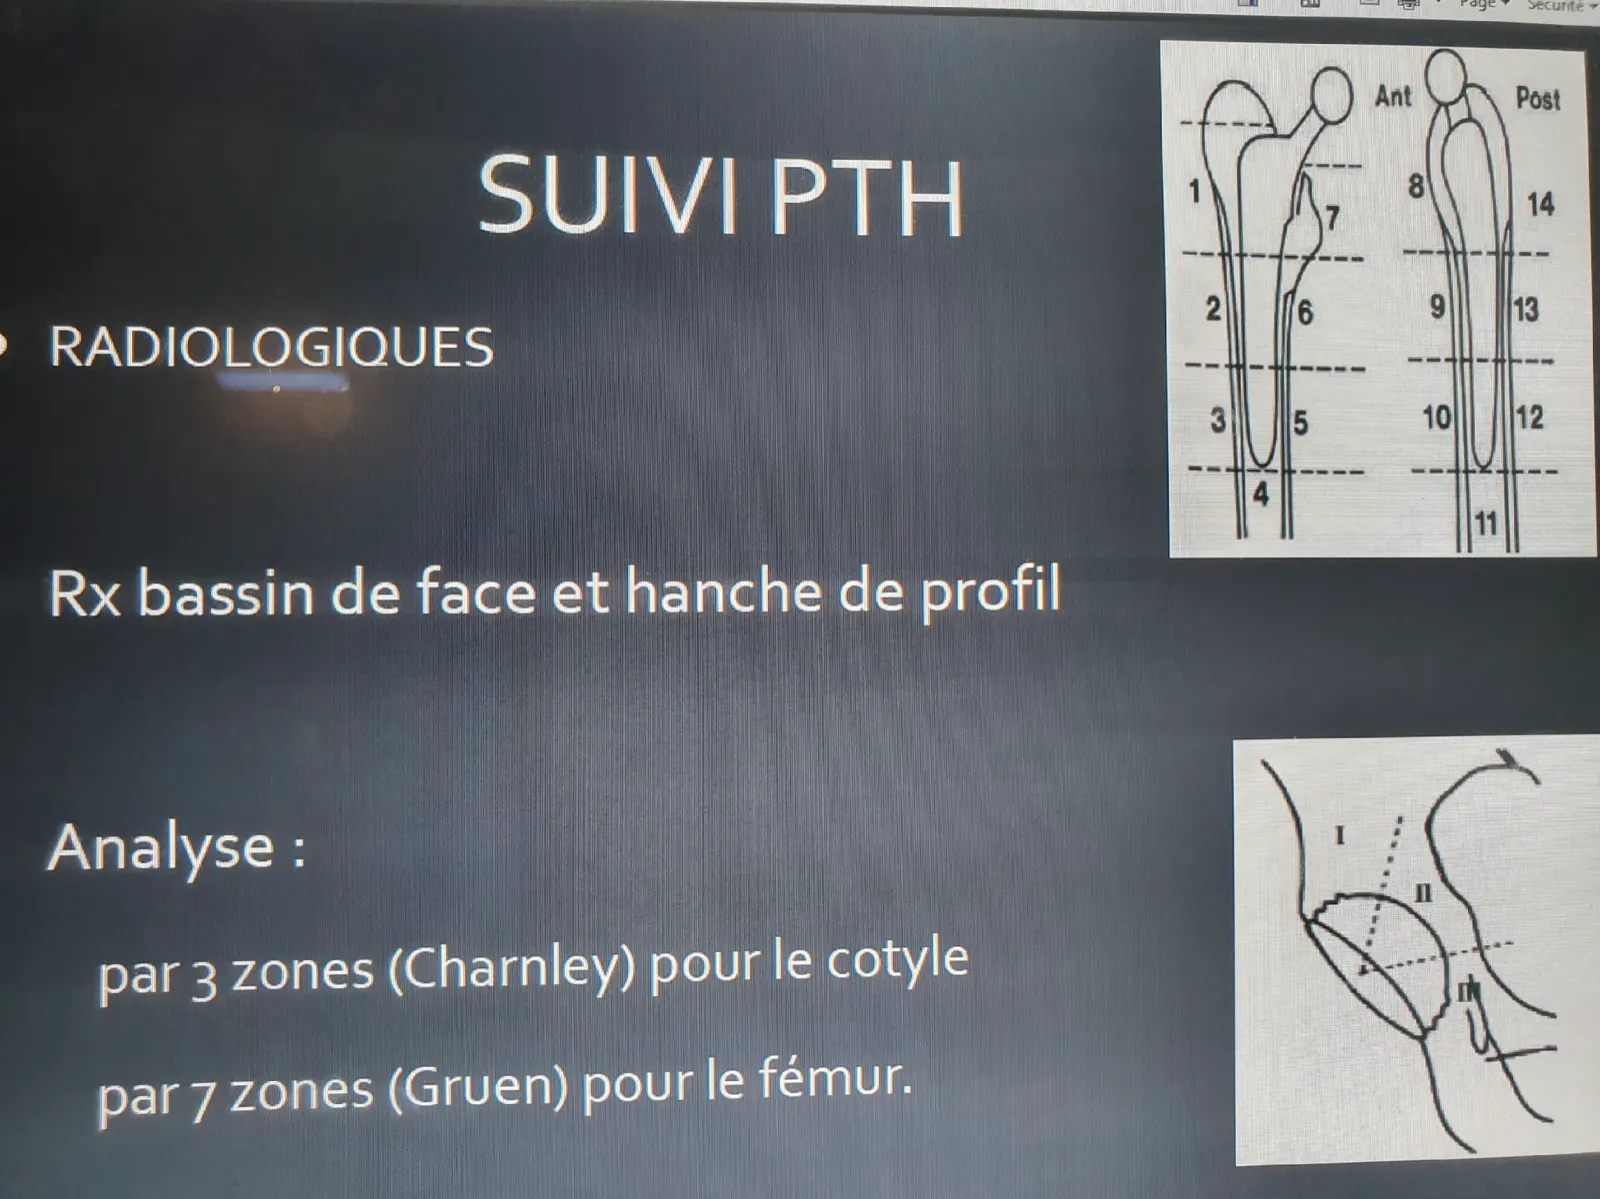 Page
Sécurité
SUIVI PTH
RADIOLOGIQUES
Rx bassin de face et hanche de profil
Analyse :
par 3 zones (Charnley) pour le cotyle
par 7 zones (Gruen) pour le fémur.
Ant
Post
1
7
8
14
2
6
9
13
3
5
10
12
4
11
I
II
III